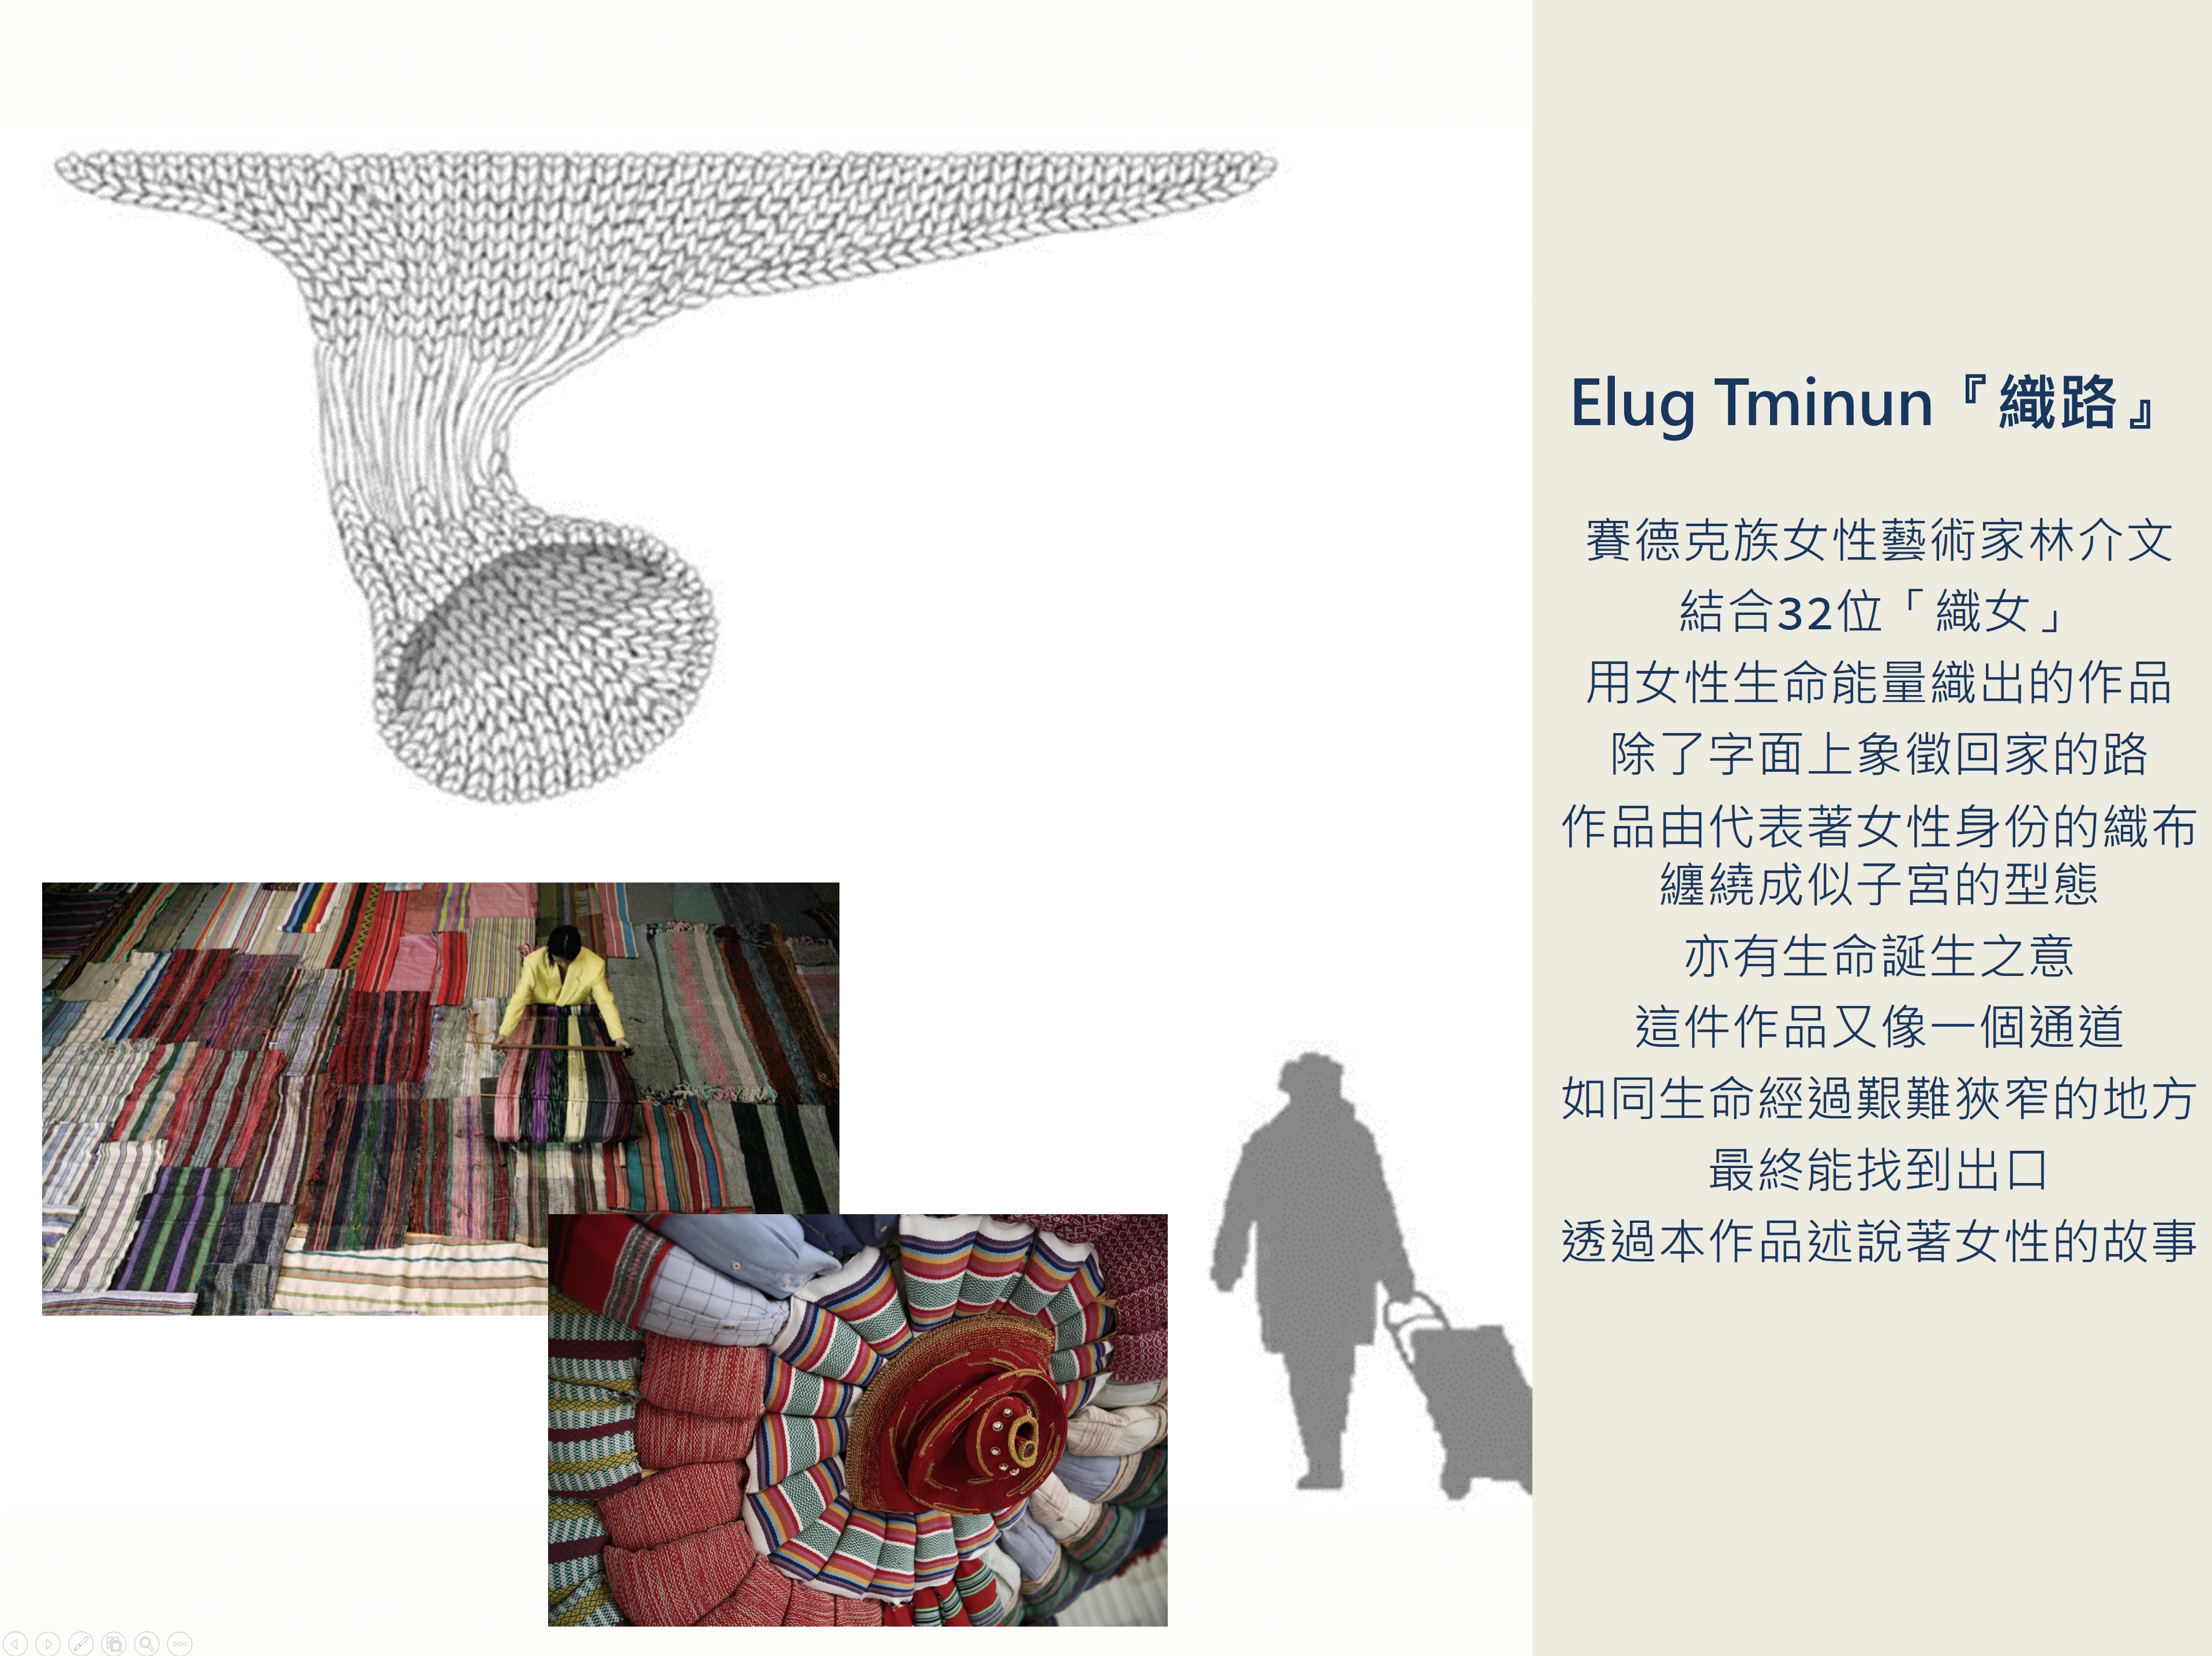 Elug Tminun『織路』
賽德克族女性藝術家林介文
結合32位「織女」
用女性生命能量織出的作品
除了字面上象徵回家的路
作品由代表著女性身份的織布
纏繞成似子宮的型態
亦有生命誕生之意
這件作品又像一個通道
如同生命經過艱難狹窄的地方
最終能找到出口
透過本作品述說著女性的故事